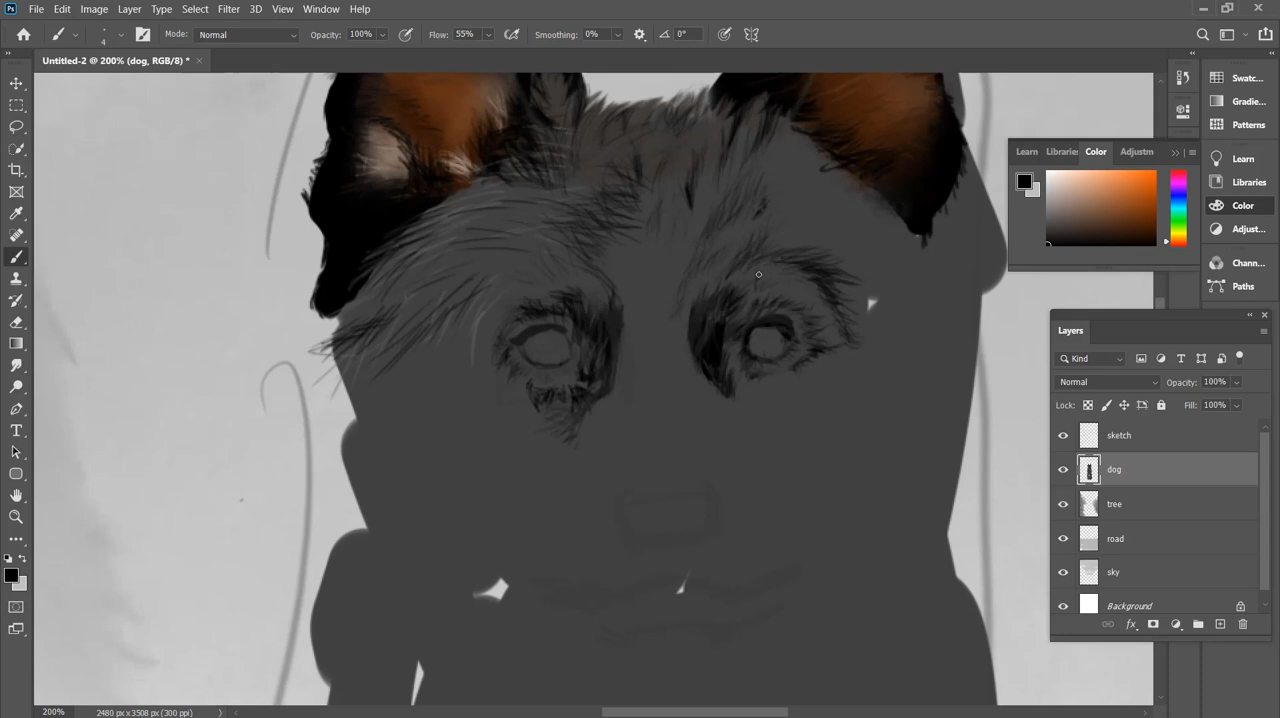 Ps File Edit Image Layer Type Select Filter 3D View Window Help
4 Mode: Normal Opacity: 100% Flow: 55% Smoothing: 0% 0°
Untitled-2 @ 200% (dog, RGB/8) * ×
Swatc...
Gradie...
Patterns
Learn
Libraries
Color
Adjust...
Chann...
Paths
Learn Libraries Color Adjustm
Layers
Kind
Normal Opacity: 100%
Lock: Fill: 100%
sketch
dog
tree
road
sky
Background
fx
200% 2480 px x 3508 px (300 ppi)